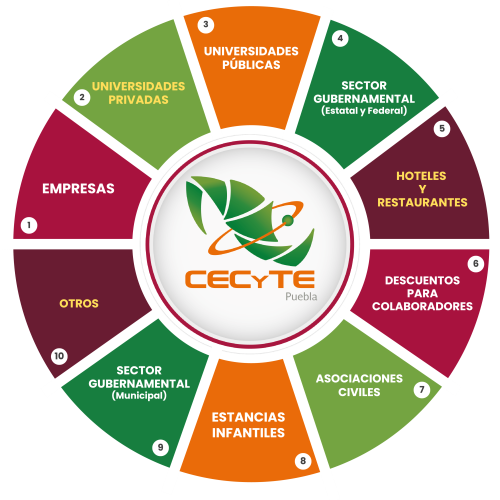 1
EMPRESAS
2
UNIVERSIDADES
PRIVADAS
3
UNIVERSIDADES
PÚBLICAS
4
SECTOR
GUBERNAMENTAL
(Estatal y Federal)
5
HOTELES
Y
RESTAURANTES
6
DESCUENTOS
PARA
COLABORADORES
7
ASOCIACIONES
CIVILES
8
ESTANCIAS
INFANTILES
9
SECTOR
GUBERNAMENTAL
(Municipal)
10
OTROS
CECyTE
Puebla